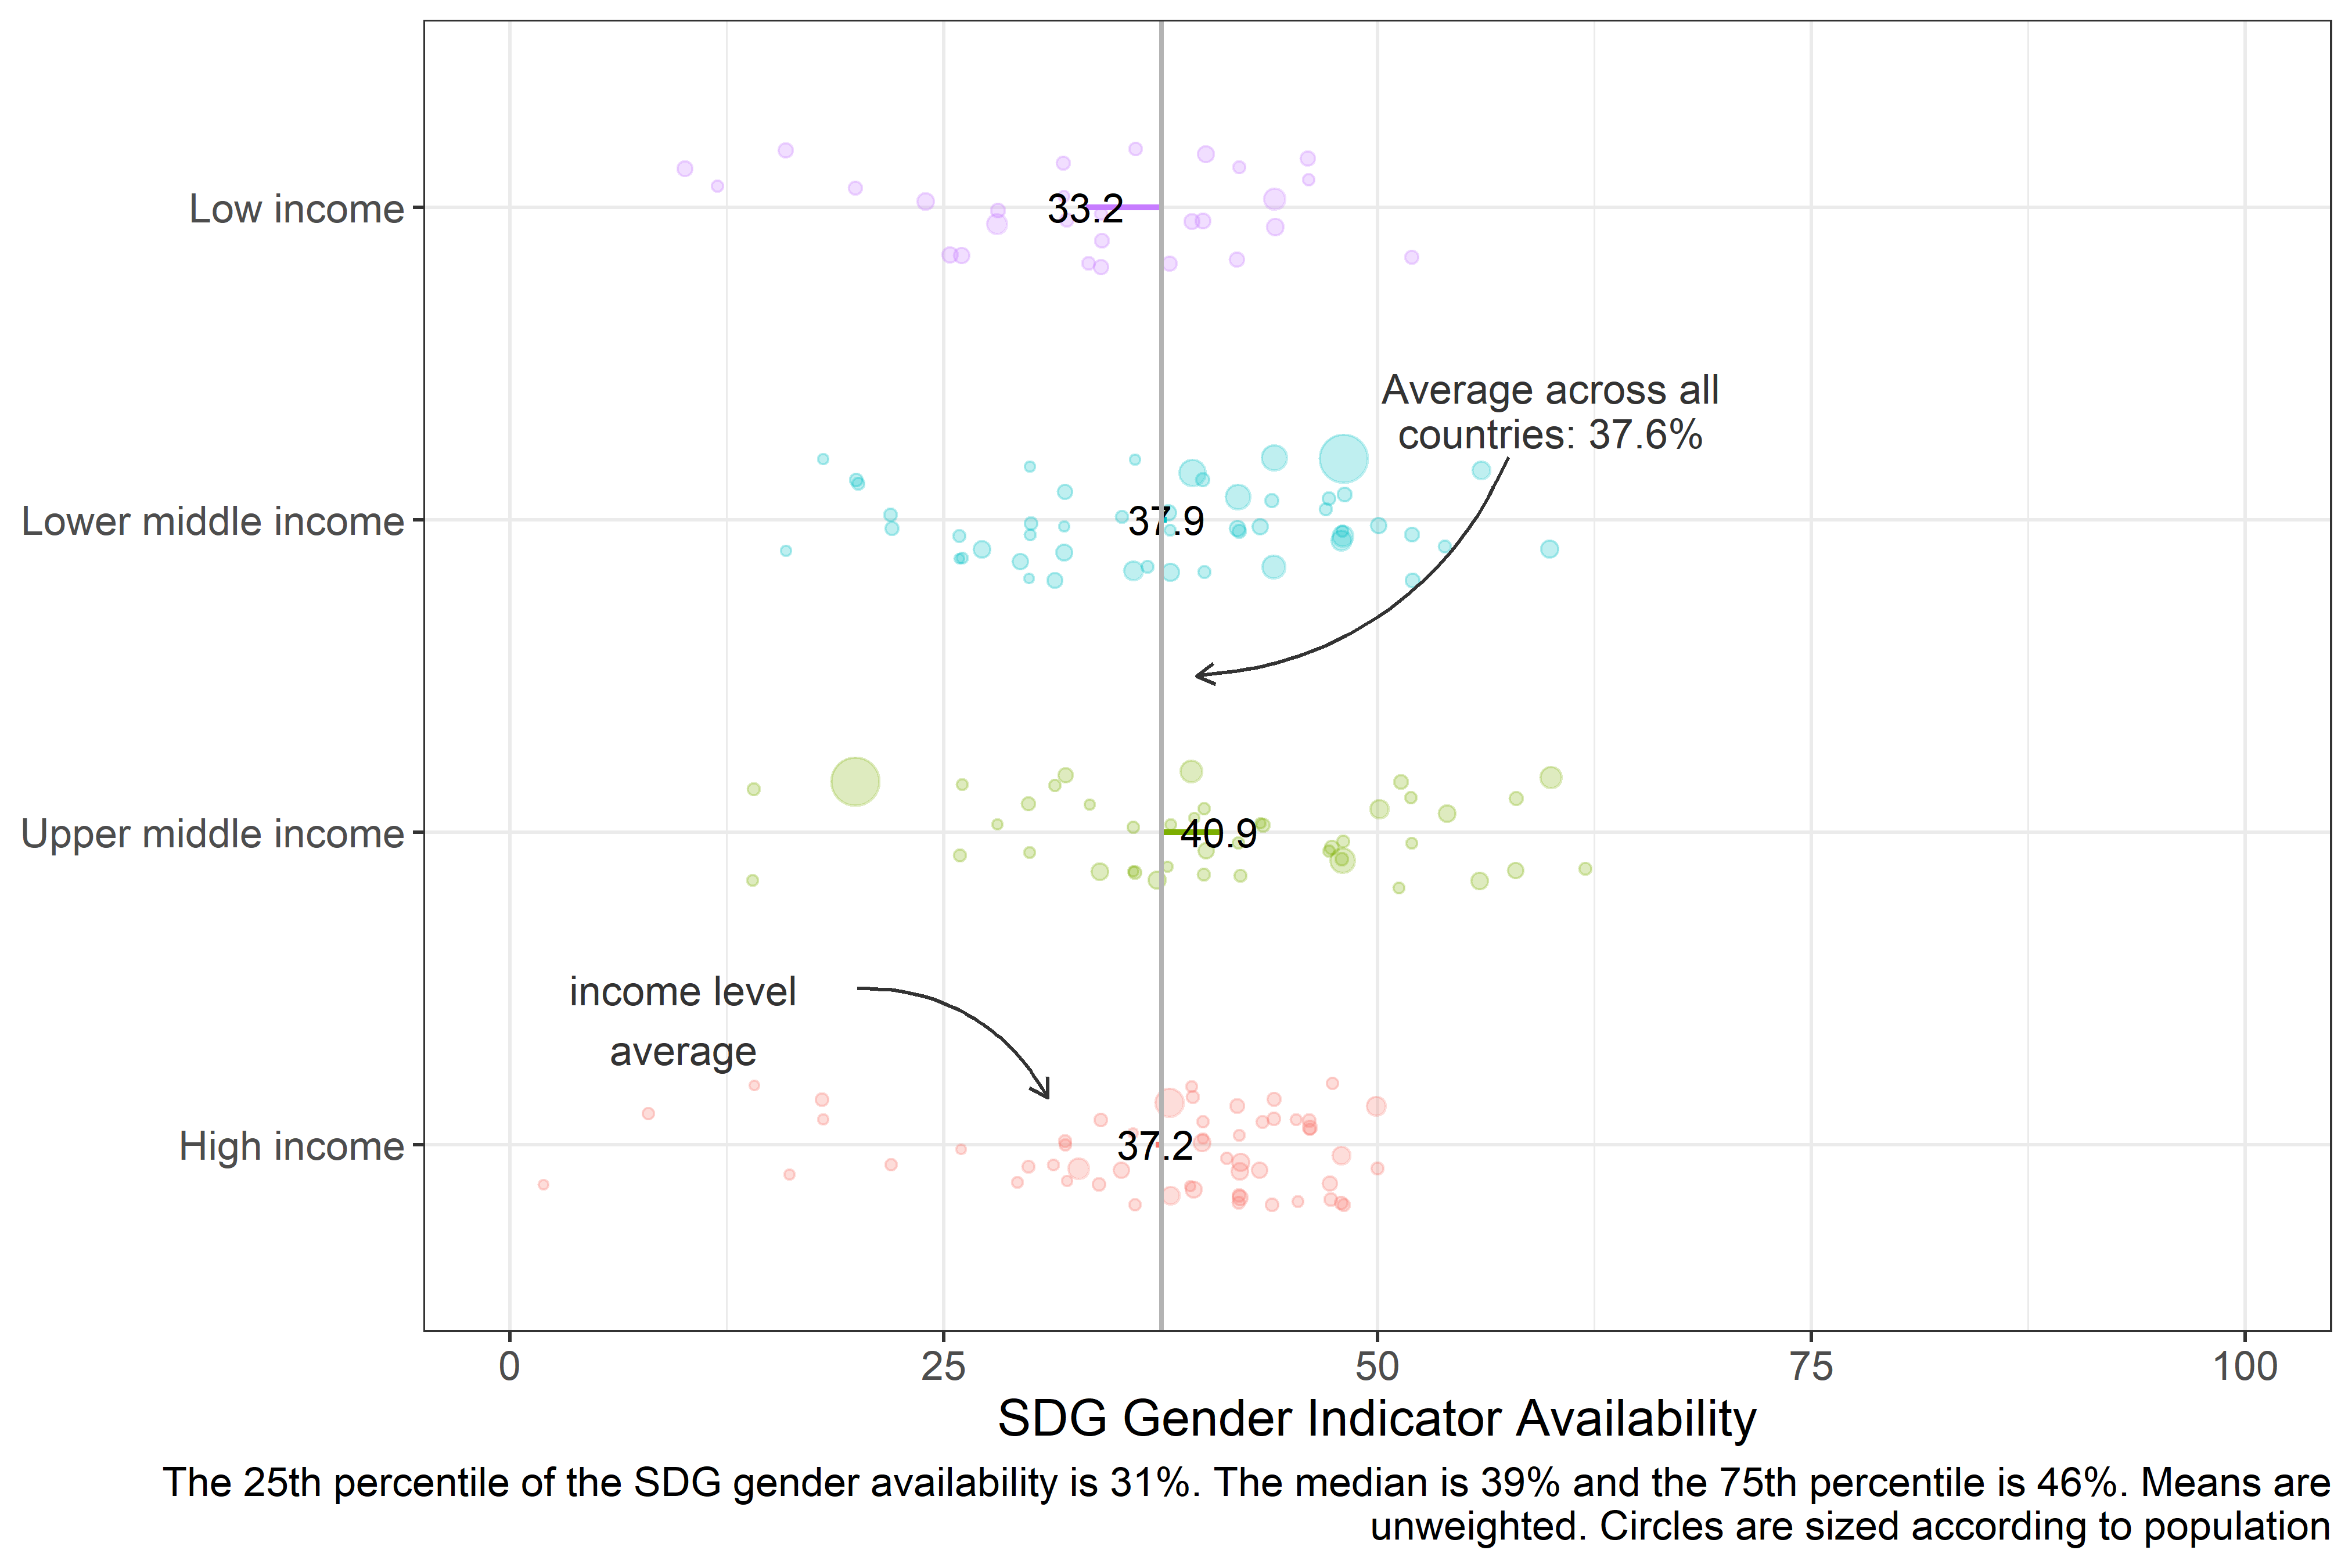 Low income
33.2
Average across all
countries: 37.6%
Lower middle income
37.9
Upper middle income
40.9
income level
average
High income
37.2
0 25 50 75 100
SDG Gender Indicator Availability
The 25th percentile of the SDG gender availability is 31%. The median is 39% and the 75th percentile is 46%. Means are
unweighted. Circles are sized according to population